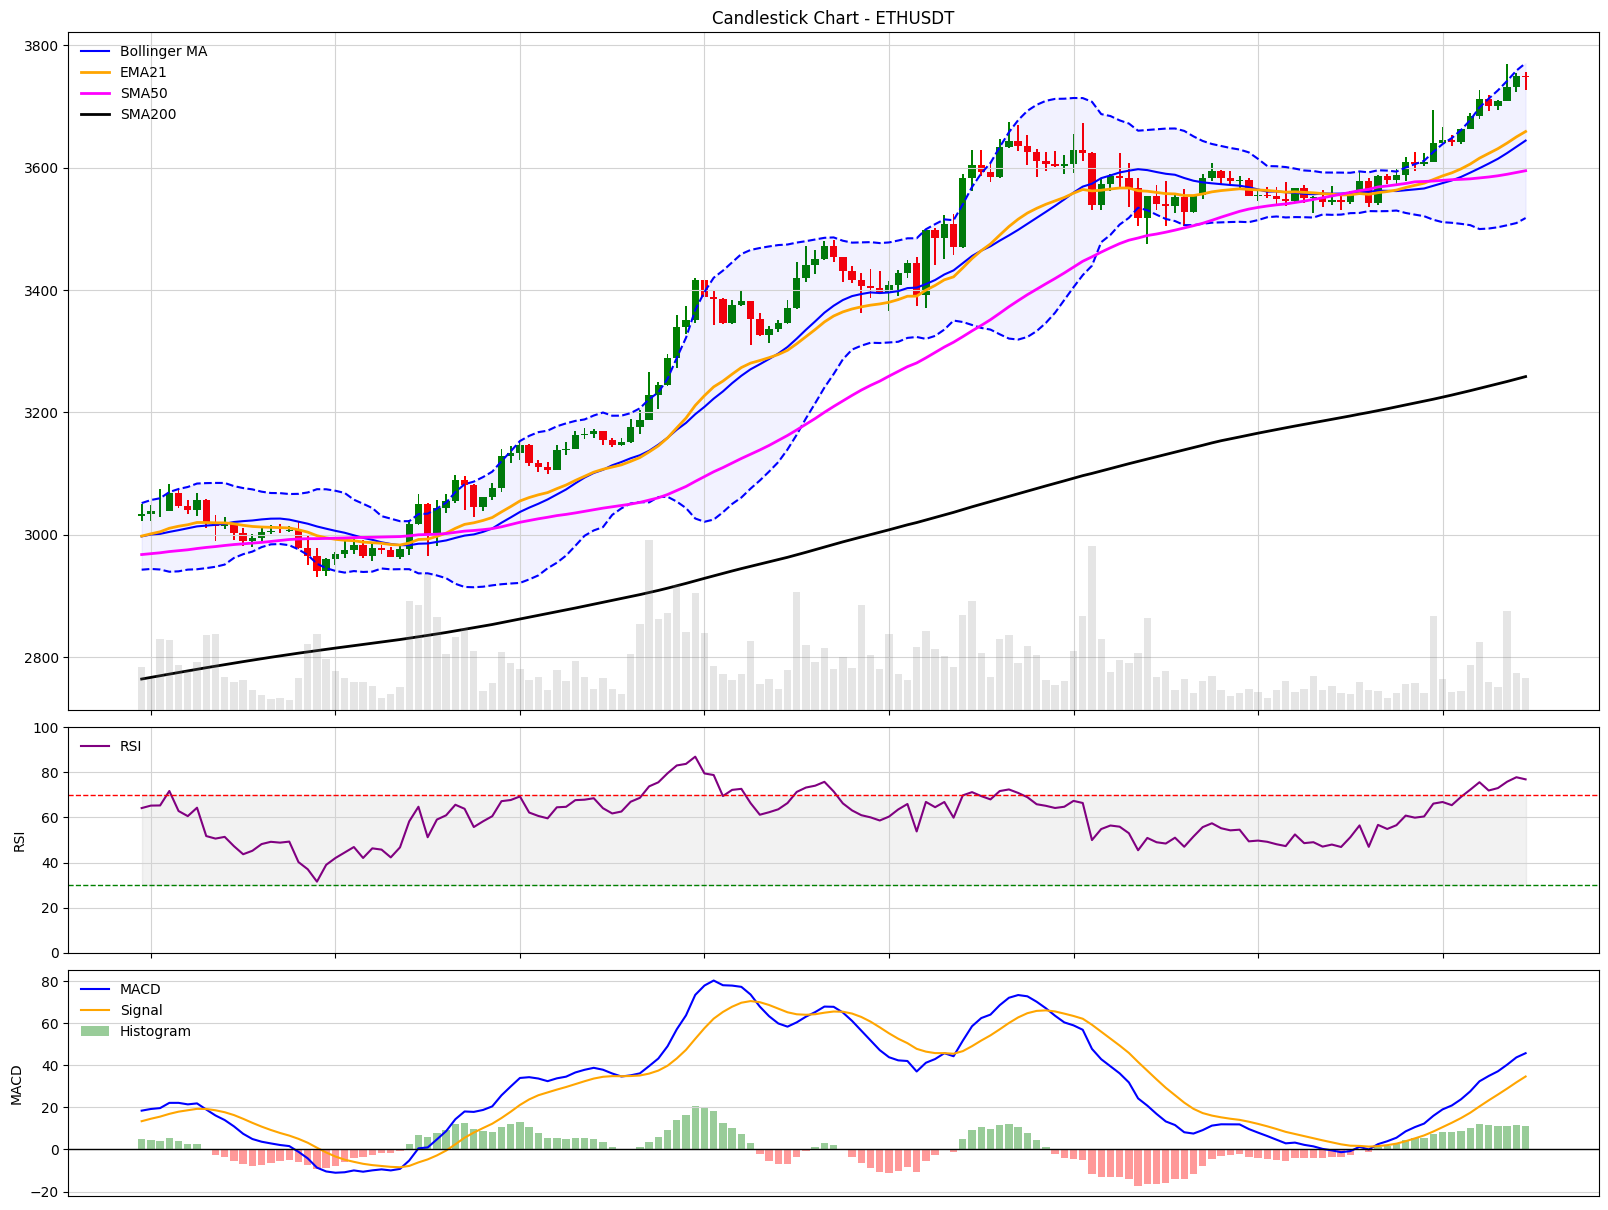 Candlestick Chart - ETHUSDT
3800
3600
3400
3200
3000
2800
Bollinger MA
EMA21
SMA50
SMA200
100
80
60
40
20
0
RSI
RSI
80
60
40
20
0
−20
MACD
MACD
Signal
Histogram